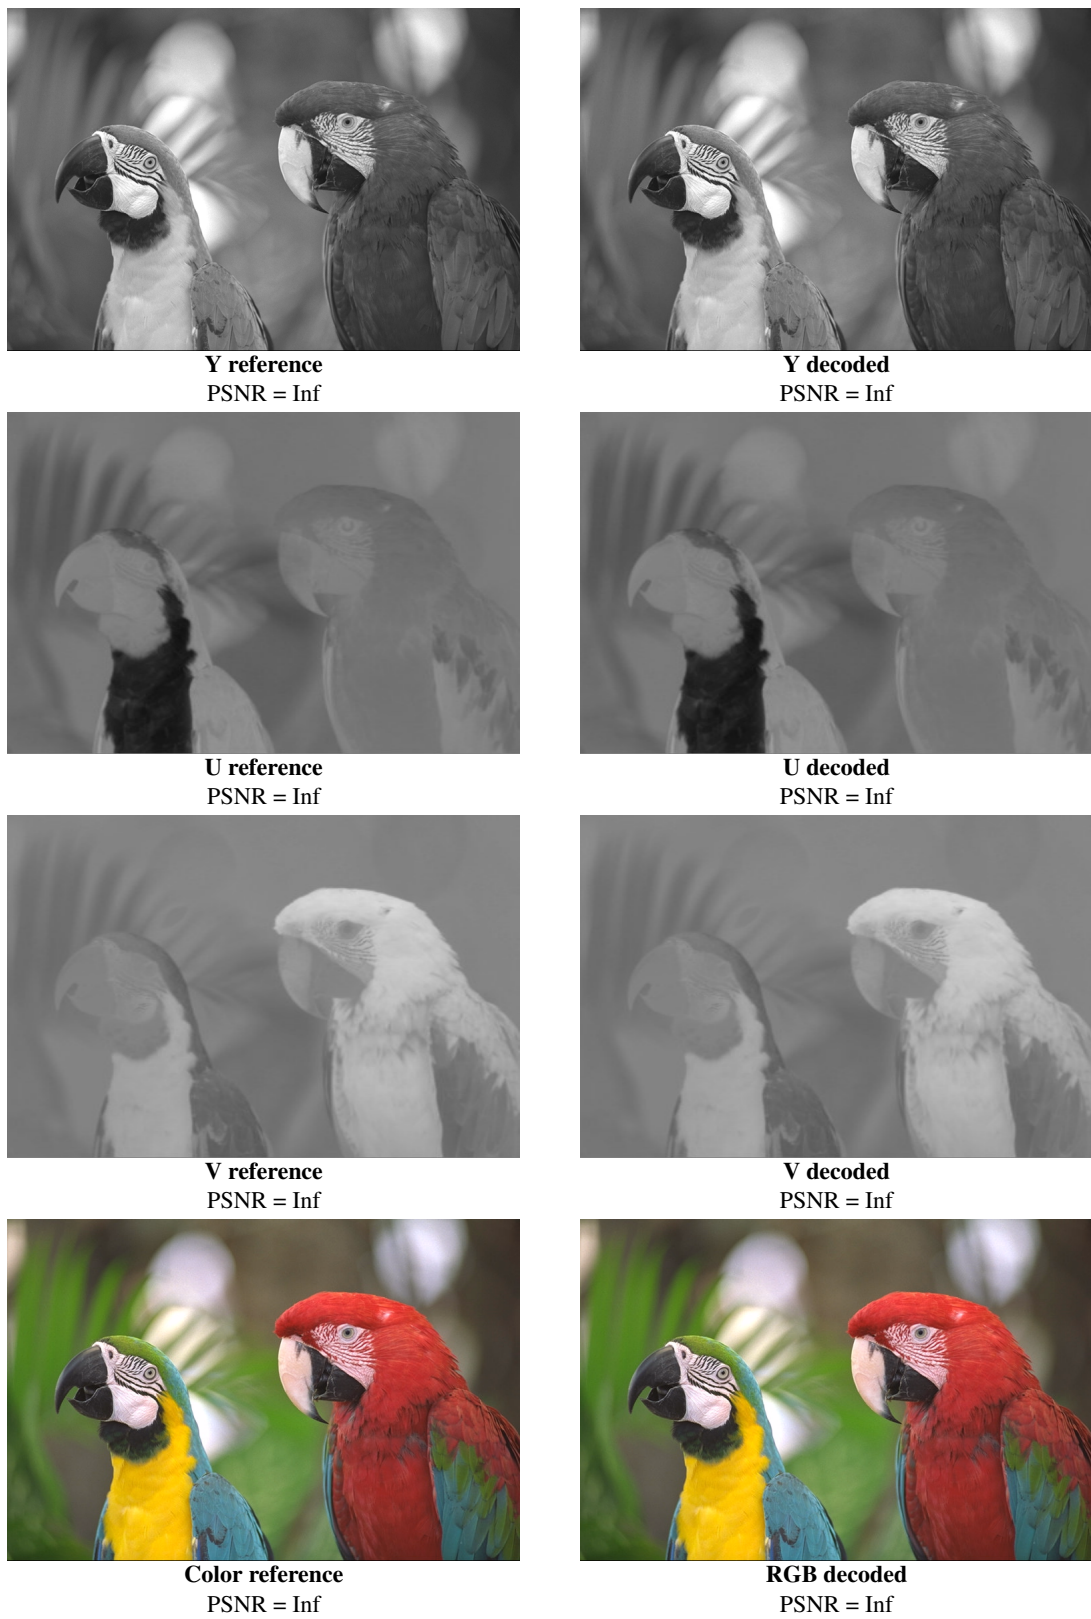 Y reference
PSNR = Inf
Y decoded
PSNR = Inf
U reference
PSNR = Inf
U decoded
PSNR = Inf
V reference
PSNR = Inf
V decoded
PSNR = Inf
Color reference
PSNR = Inf
RGB decoded
PSNR = Inf